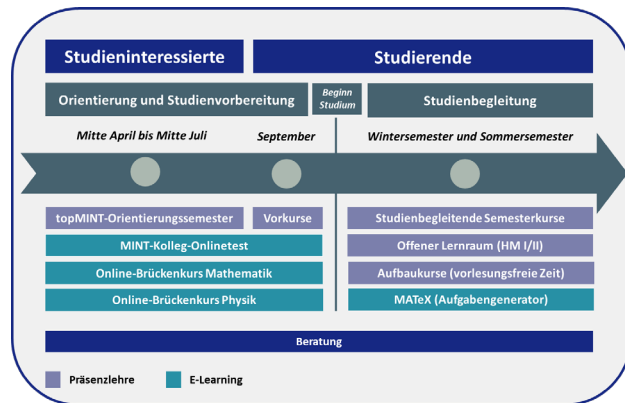 Studieninteressierte
Studierende
Orientierung und Studienvorbereitung
Beginn
Studium
Studienbegleitung
Mitte April bis Mitte Juli
September
Wintersemester und Sommersemester
topMINT-Orientierungssemester
Vorkurse
Studienbegleitende Semesterkurse
MINT-Kolleg-Onlinetest
Offener Lernraum (HM I/II)
Online-Brückenkurs Mathematik
Aufbaukurse (vorlesungsfreie Zeit)
Online-Brückenkurs Physik
MATeX (Aufgabengenerator)
Beratung
Präsenzlehre
E-Learning